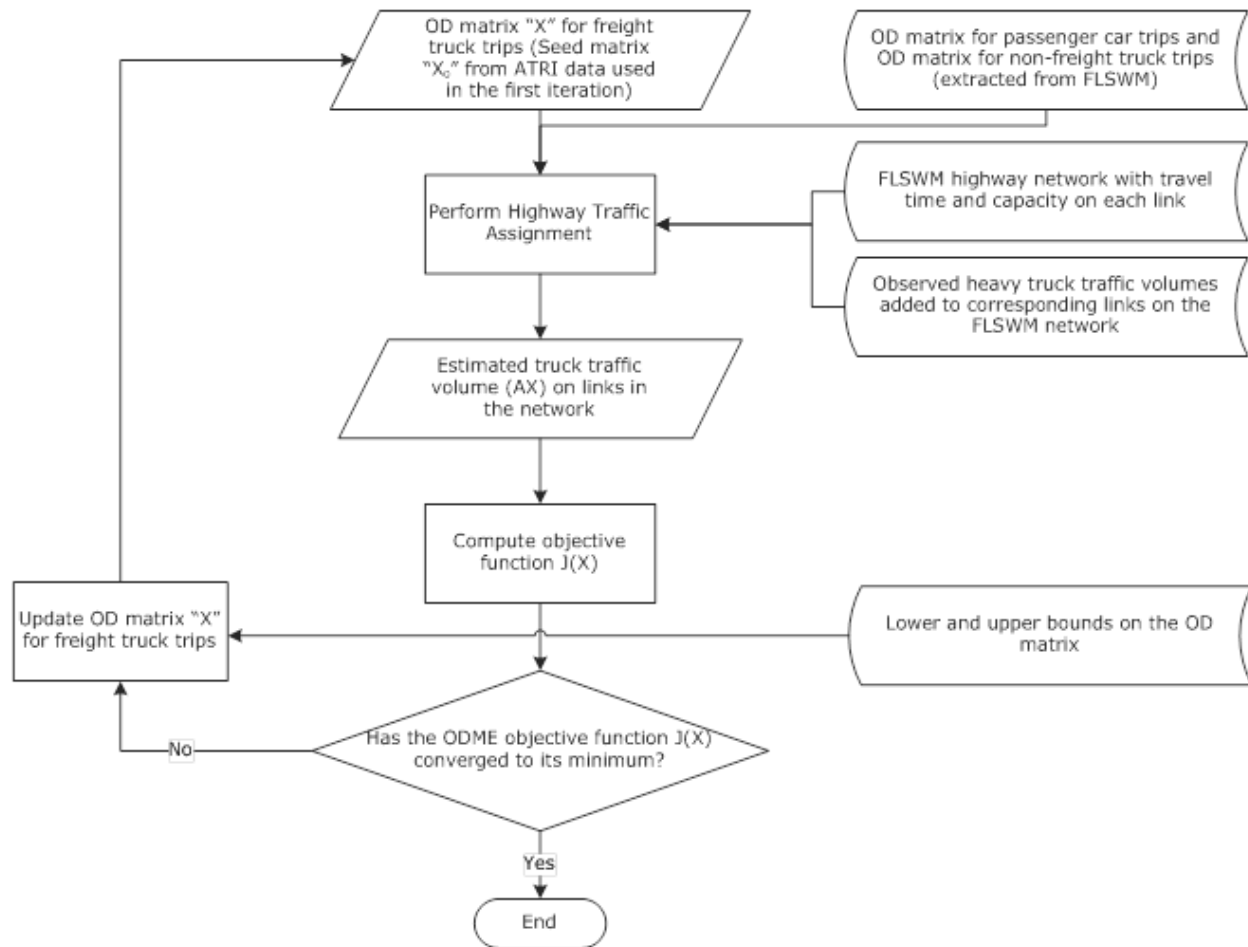 OD matrix “X” for freight
truck trips (Seed matrix
“X₀” from ATRI data used
in the first iteration)
OD matrix for passenger car trips and
OD matrix for non-freight truck trips
(extracted from FLSWM)
Perform Highway Traffic
Assignment
FLSWM highway network with travel
time and capacity on each link
Observed heavy truck traffic volumes
added to corresponding links on the
FLSWM network
Estimated truck traffic
volume (AX) on links in
the network
Compute objective
function J(X)
Update OD matrix “X”
for freight truck trips
Lower and upper bounds on the OD
matrix
Has the ODME objective function J(X)
converged to its minimum?
No
Yes
End